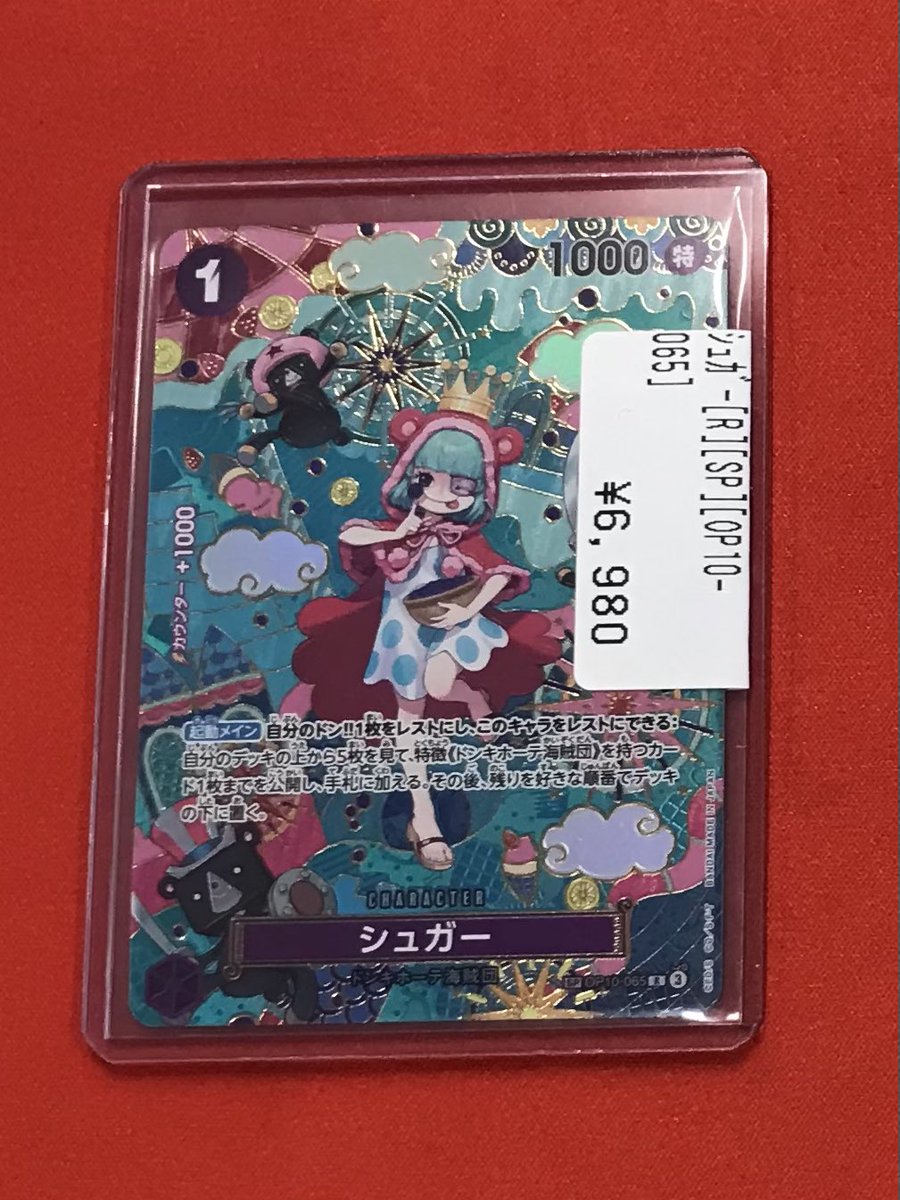 1
1000
特
カウンター+1000
シュガー[R][SP][OP10-
065]
¥6,980
起動メイン 自分のドン!!1枚をレストにし、このキャラをレストにできる:
自分のデッキの上から5枚を見て、特徴《ドンキホーテ海賊団》を持つカー
ド1枚までを公開し、手札に加える。その後、残りを好きな順番でデッキ
の下に置く。
CHARACTER
シュガー
ドンキホーテ海賊団
SP OP10-065 R 3
BANDAI MADE IN JAPAN